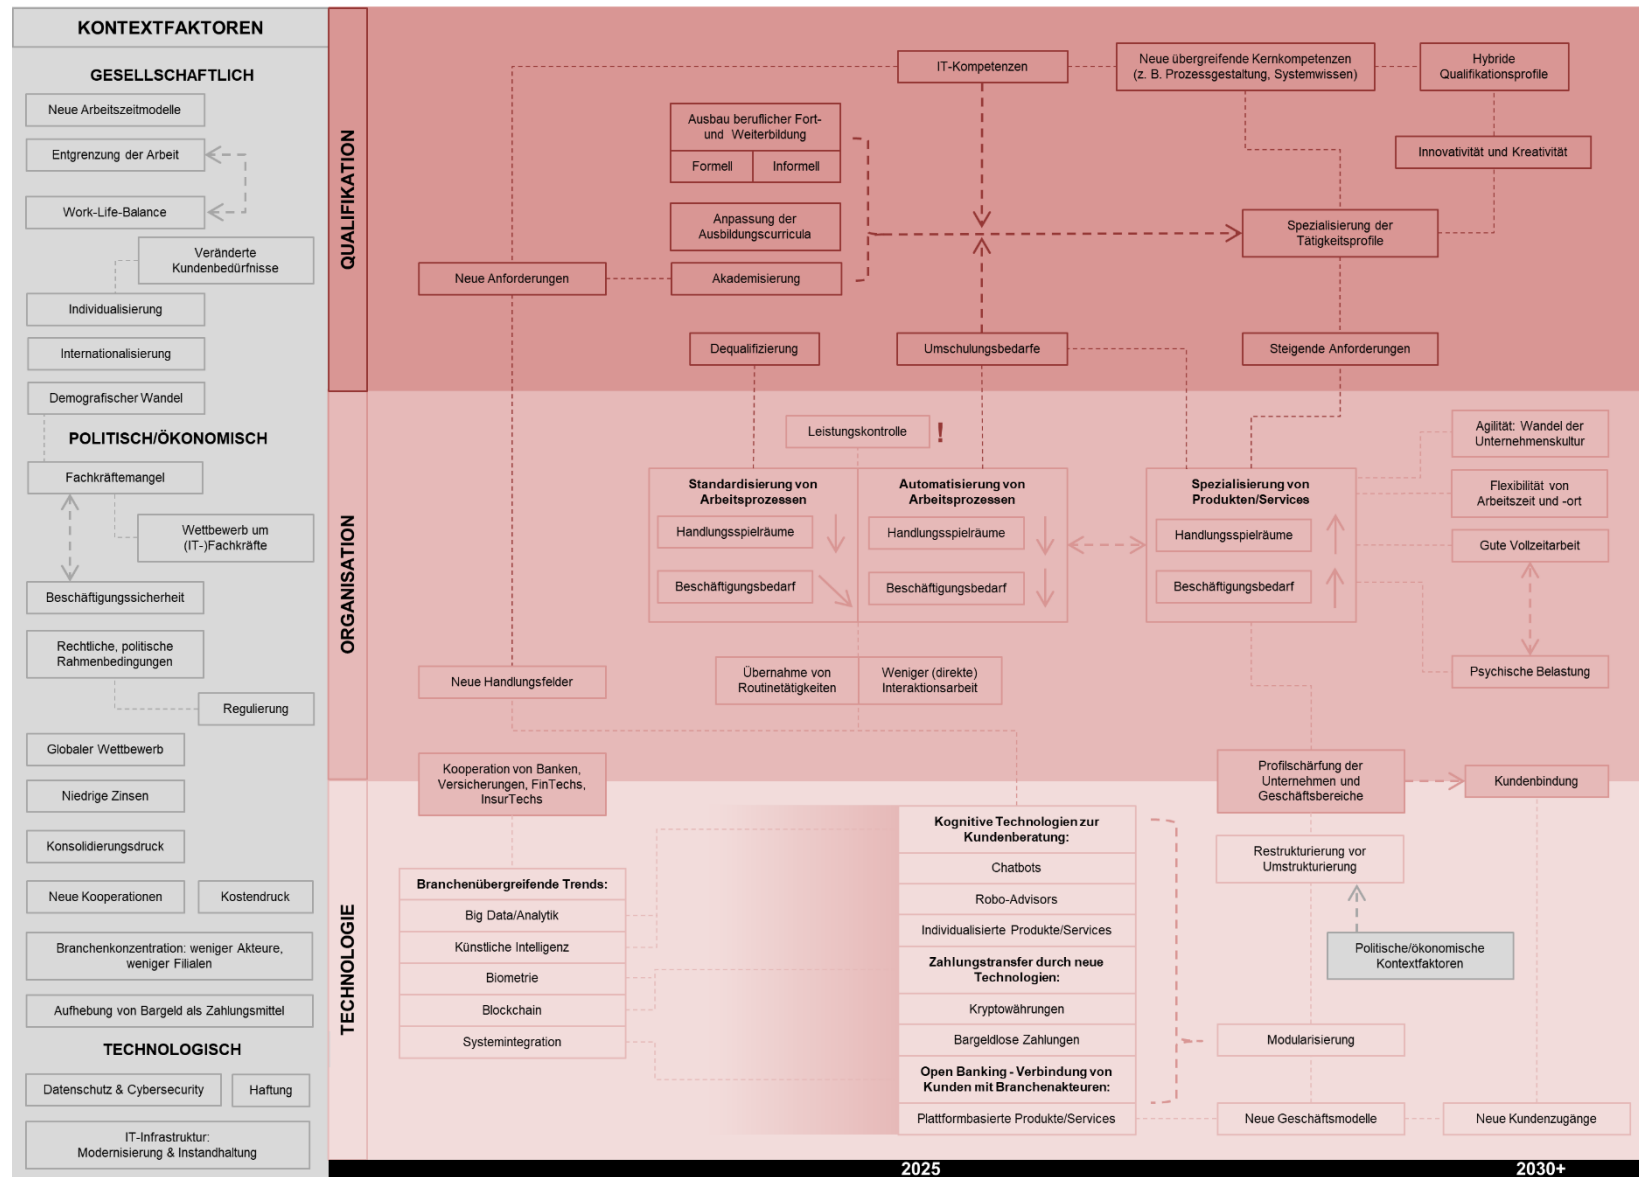 KONTEXTFAKTOREN
GESELLSCHAFTLICH
Neue Arbeitszeitmodelle
Entgrenzung der Arbeit
Work-Life-Balance
Veränderte
Kundenbedürfnisse
Individualisierung
Internationalisierung
Demografischer Wandel
POLITISCH/ÖKONOMISCH
Fachkräftemangel
Wettbewerb um
(IT-)Fachkräfte
Beschäftigungssicherheit
Rechtliche, politische
Rahmenbedingungen
Regulierung
Globaler Wettbewerb
Niedrige Zinsen
Konsolidierungsdruck
Neue Kooperationen
Kostendruck
Branchenkonzentration: weniger Akteure,
weniger Filialen
Aufhebung von Bargeld als Zahlungsmittel
TECHNOLOGISCH
Datenschutz & Cybersecurity
Haftung
IT-Infrastruktur:
Modernisierung & Instandhaltung
QUALIFIKATION
IT-Kompetenzen
Neue übergreifende Kernkompetenzen
(z. B. Prozessgestaltung, Systemwissen)
Hybride
Qualifikationsprofile
Ausbau beruflicher Fort-
und Weiterbildung
Formell
Informell
Innovativität und Kreativität
Anpassung der
Ausbildungscurricula
Spezialisierung der
Tätigkeitsprofile
Neue Anforderungen
Akademisierung
Dequalifizierung
Umschulungsbedarfe
Steigende Anforderungen
ORGANISATION
Leistungskontrolle
!
Agilität: Wandel der
Unternehmenskultur
Standardisierung von
Arbeitsprozessen
Handlungsspielräume
Beschäftigungsbedarf
Automatisierung von
Arbeitsprozessen
Handlungsspielräume
Beschäftigungsbedarf
Spezialisierung von
Produkten/Services
Handlungsspielräume
Beschäftigungsbedarf
Flexibilität von
Arbeitszeit und -ort
Gute Vollzeitarbeit
Psychische Belastung
Neue Handlungsfelder
Übernahme von
Routinetätigkeiten
Weniger (direkte)
Interaktionsarbeit
Kooperation von Banken,
Versicherungen, FinTechs,
InsurTechs
Profilschärfung der
Unternehmen und
Geschäftsbereiche
Kundenbindung
TECHNOLOGIE
Branchenübergreifende Trends:
Big Data/Analytik
Künstliche Intelligenz
Biometrie
Blockchain
Systemintegration
Kognitive Technologien zur
Kundenberatung:
Chatbots
Robo-Advisors
Individualisierte Produkte/Services
Zahlungstransfer durch neue
Technologien:
Kryptowährungen
Bargeldlose Zahlungen
Open Banking - Verbindung von
Kunden mit Branchenakteuren:
Plattformbasierte Produkte/Services
Restrukturierung vor
Umstrukturierung
Politische/ökonomische
Kontextfaktoren
Modularisierung
Neue Geschäftsmodelle
Neue Kundenzugänge
2025
2030+